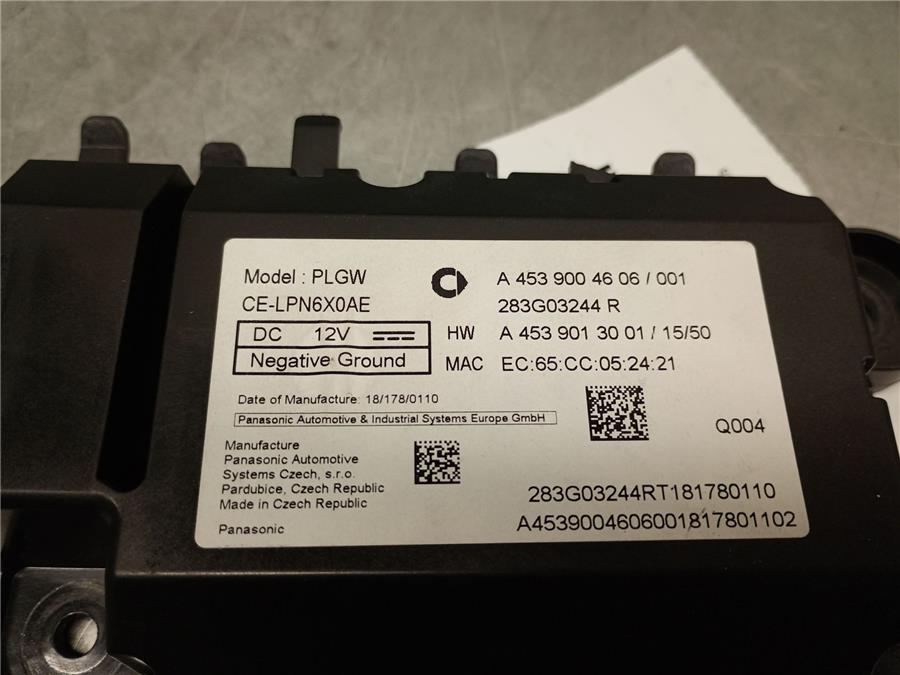 Model : PLGW
CE-LPN6X0AE
DC 12V
Negative Ground
A 453 900 46 06 / 001
283G03244 R
HW A 453 901 30 01 / 15/50
MAC EC:65:CC:05:24:21
Date of Manufacture: 18/178/0110
Panasonic Automotive & Industrial Systems Europe GmbH
Q004
Manufacture
Panasonic Automotive
Systems Czech, s.r.o.
Pardubice, Czech Republic
Made in Czech Republic
Panasonic
283G03244RT181780110
A4539004606001817801102